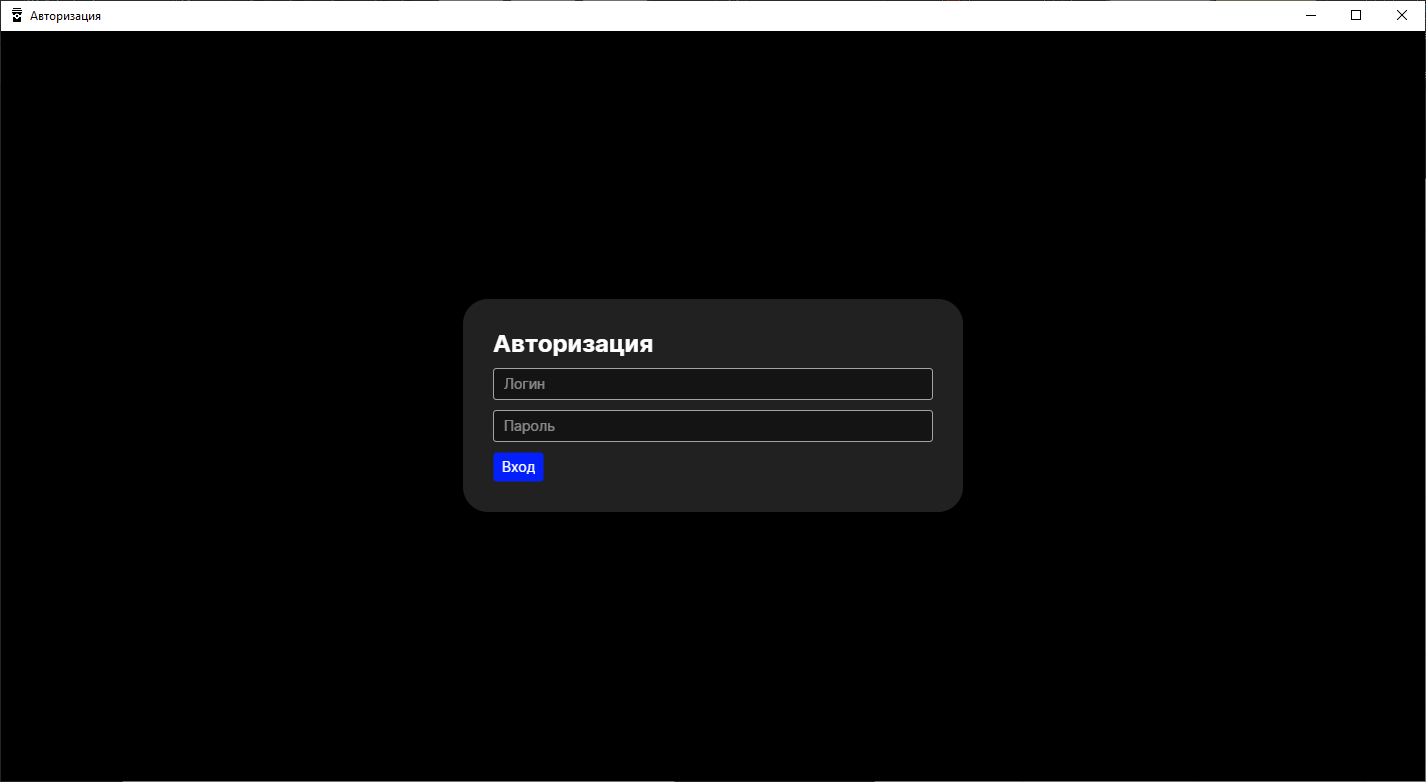 Авторизация
Авторизация
Логин
Пароль
Вход